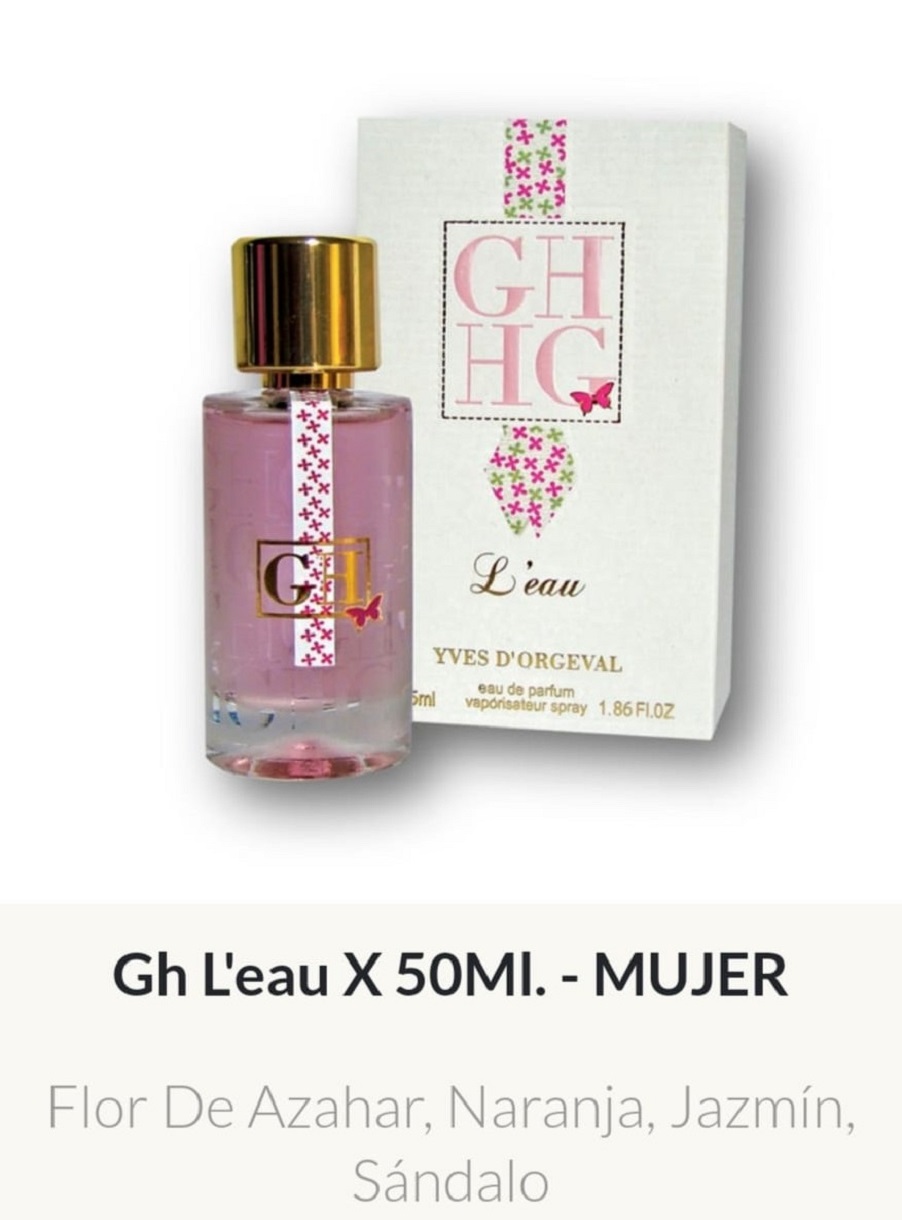 GH
HG
L'eau
YVES D'ORGEVAL
5ml eau de parfum
vaporisateur spray 1.86 Fl.OZ
GH
Gh L'eau X 50Ml. - MUJER
Flor De Azahar, Naranja, Jazmín,
Sándalo